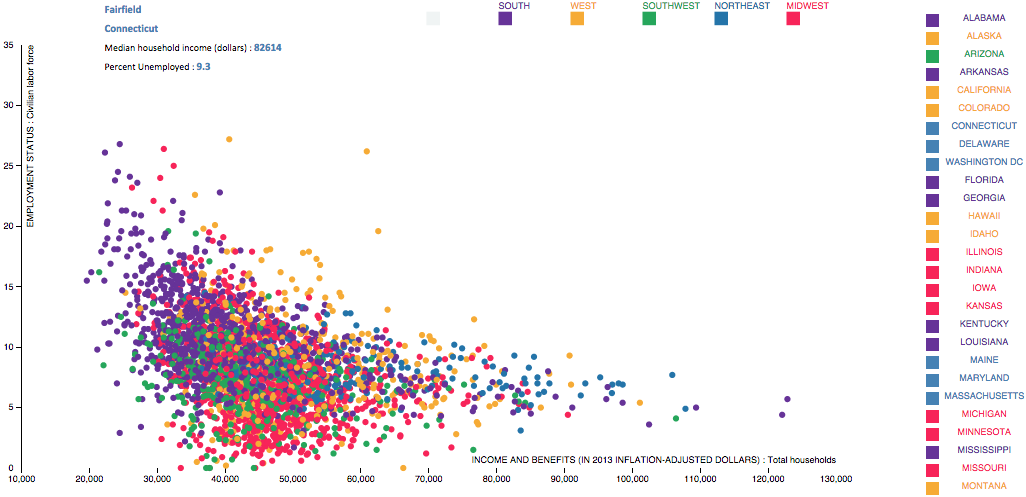 Fairfield
Connecticut
Median household income (dollars) : 82614
Percent Unemployed : 9.3
SOUTH
WEST
SOUTHWEST
NORTHEAST
MIDWEST
EMPLOYMENT STATUS : Civilian labor force
35
30
25
20
15
10
5
0
INCOME AND BENEFITS (IN 2013 INFLATION-ADJUSTED DOLLARS) : Total households
10,000
20,000
30,000
40,000
50,000
60,000
70,000
80,000
90,000
100,000
110,000
120,000
130,000
ALABAMA
ALASKA
ARIZONA
ARKANSAS
CALIFORNIA
COLORADO
CONNECTICUT
DELAWARE
WASHINGTON DC
FLORIDA
GEORGIA
HAWAII
IDAHO
ILLINOIS
INDIANA
IOWA
KANSAS
KENTUCKY
LOUISIANA
MAINE
MARYLAND
MASSACHUSETTS
MICHIGAN
MINNESOTA
MISSISSIPPI
MISSOURI
MONTANA